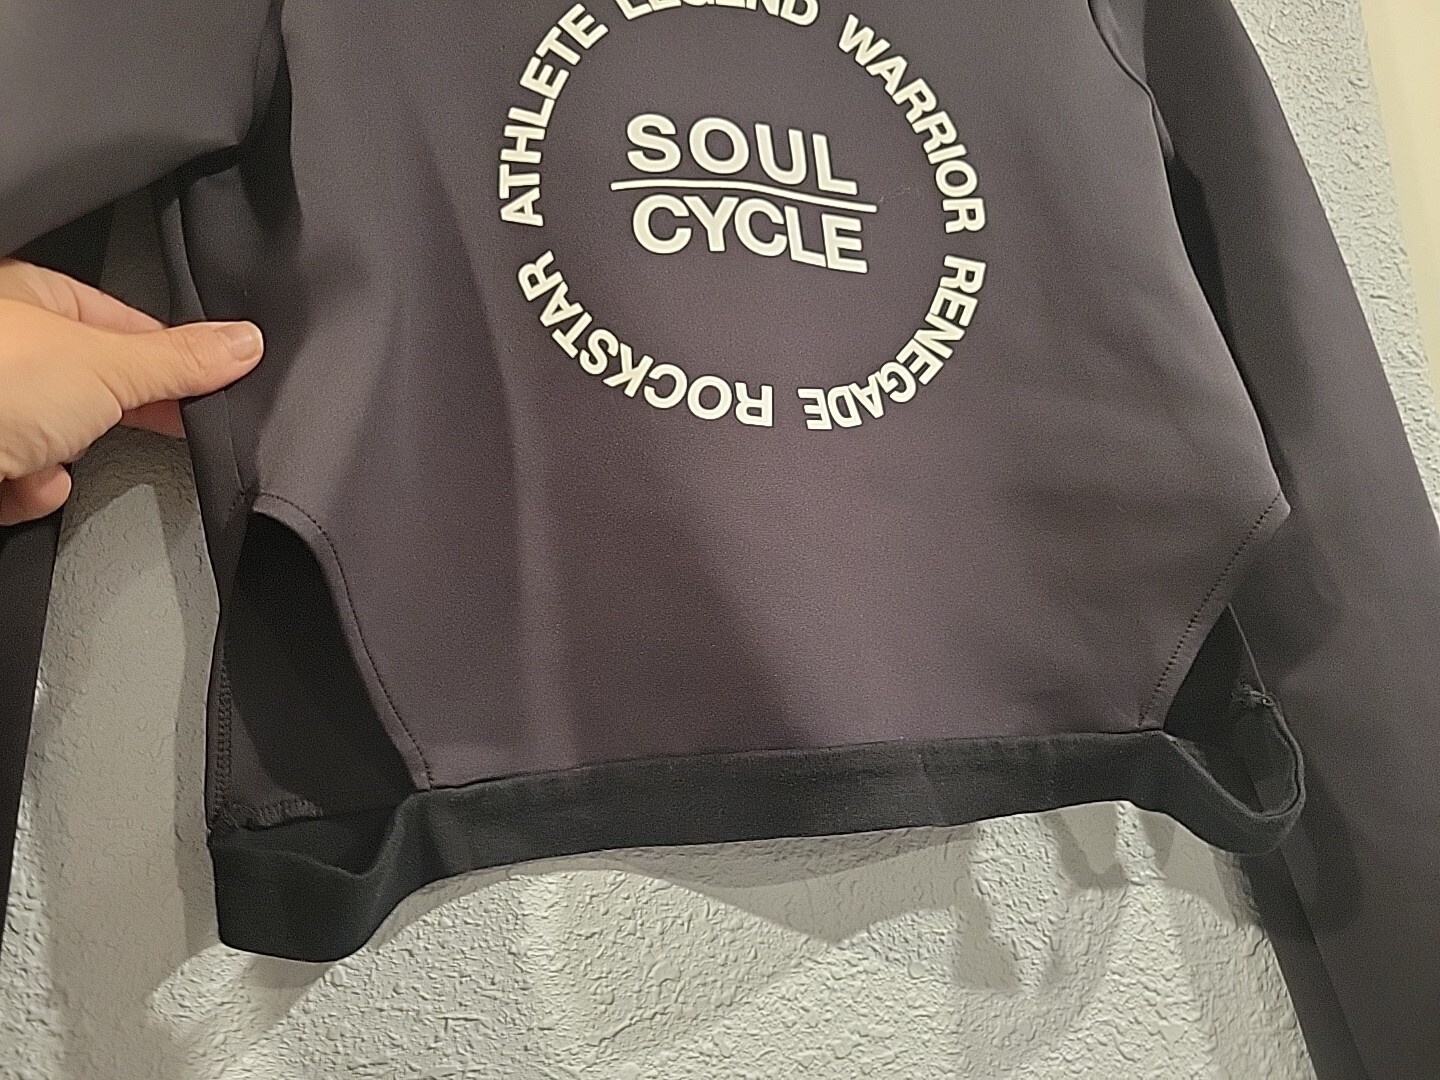 SOUL
CYCLE
ATHLETE LEGEND WARRIOR RENEGADE ROCKSTAR